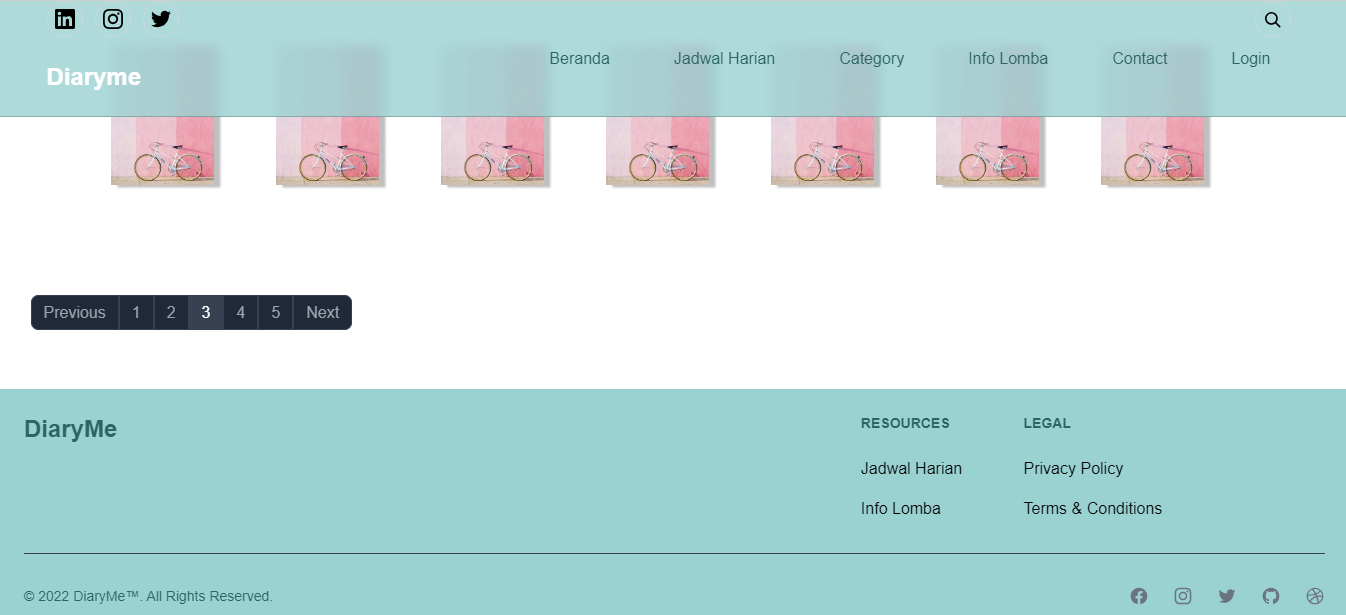 Diaryme
Beranda Jadwal Harian Category Info Lomba Contact Login
Previous 1 2 3 4 5 Next
DiaryMe
RESOURCES LEGAL
Jadwal Harian Privacy Policy
Info Lomba Terms & Conditions
© 2022 DiaryMe™. All Rights Reserved.